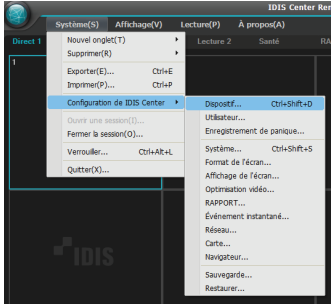 IDIS Center Rer
Système(S) Affichage(V) Lecture(P) À propos(A)
Direct 1 Lecture 2 Santé RA
1
Nouvel onglet(T)
Supprimer(R)
Exporter(E)... Ctrl+E
Imprimer(P)... Ctrl+P
Configuration de IDIS Center
Ouvrir une session(I)...
Fermer la session(O)...
Verrouiller... Ctrl+Alt+L
Quitter(X)...
Dispositif... Ctrl+Shift+D
Utilisateur...
Enregistrement de panique...
Système... Ctrl+Shift+S
Format de l'écran...
Affichage de l'écran...
Optimisation vidéo...
RAPPORT...
Événement instantané...
Réseau...
Carte...
Navigateur...
Sauvegarde...
Restaurer...
IDIS